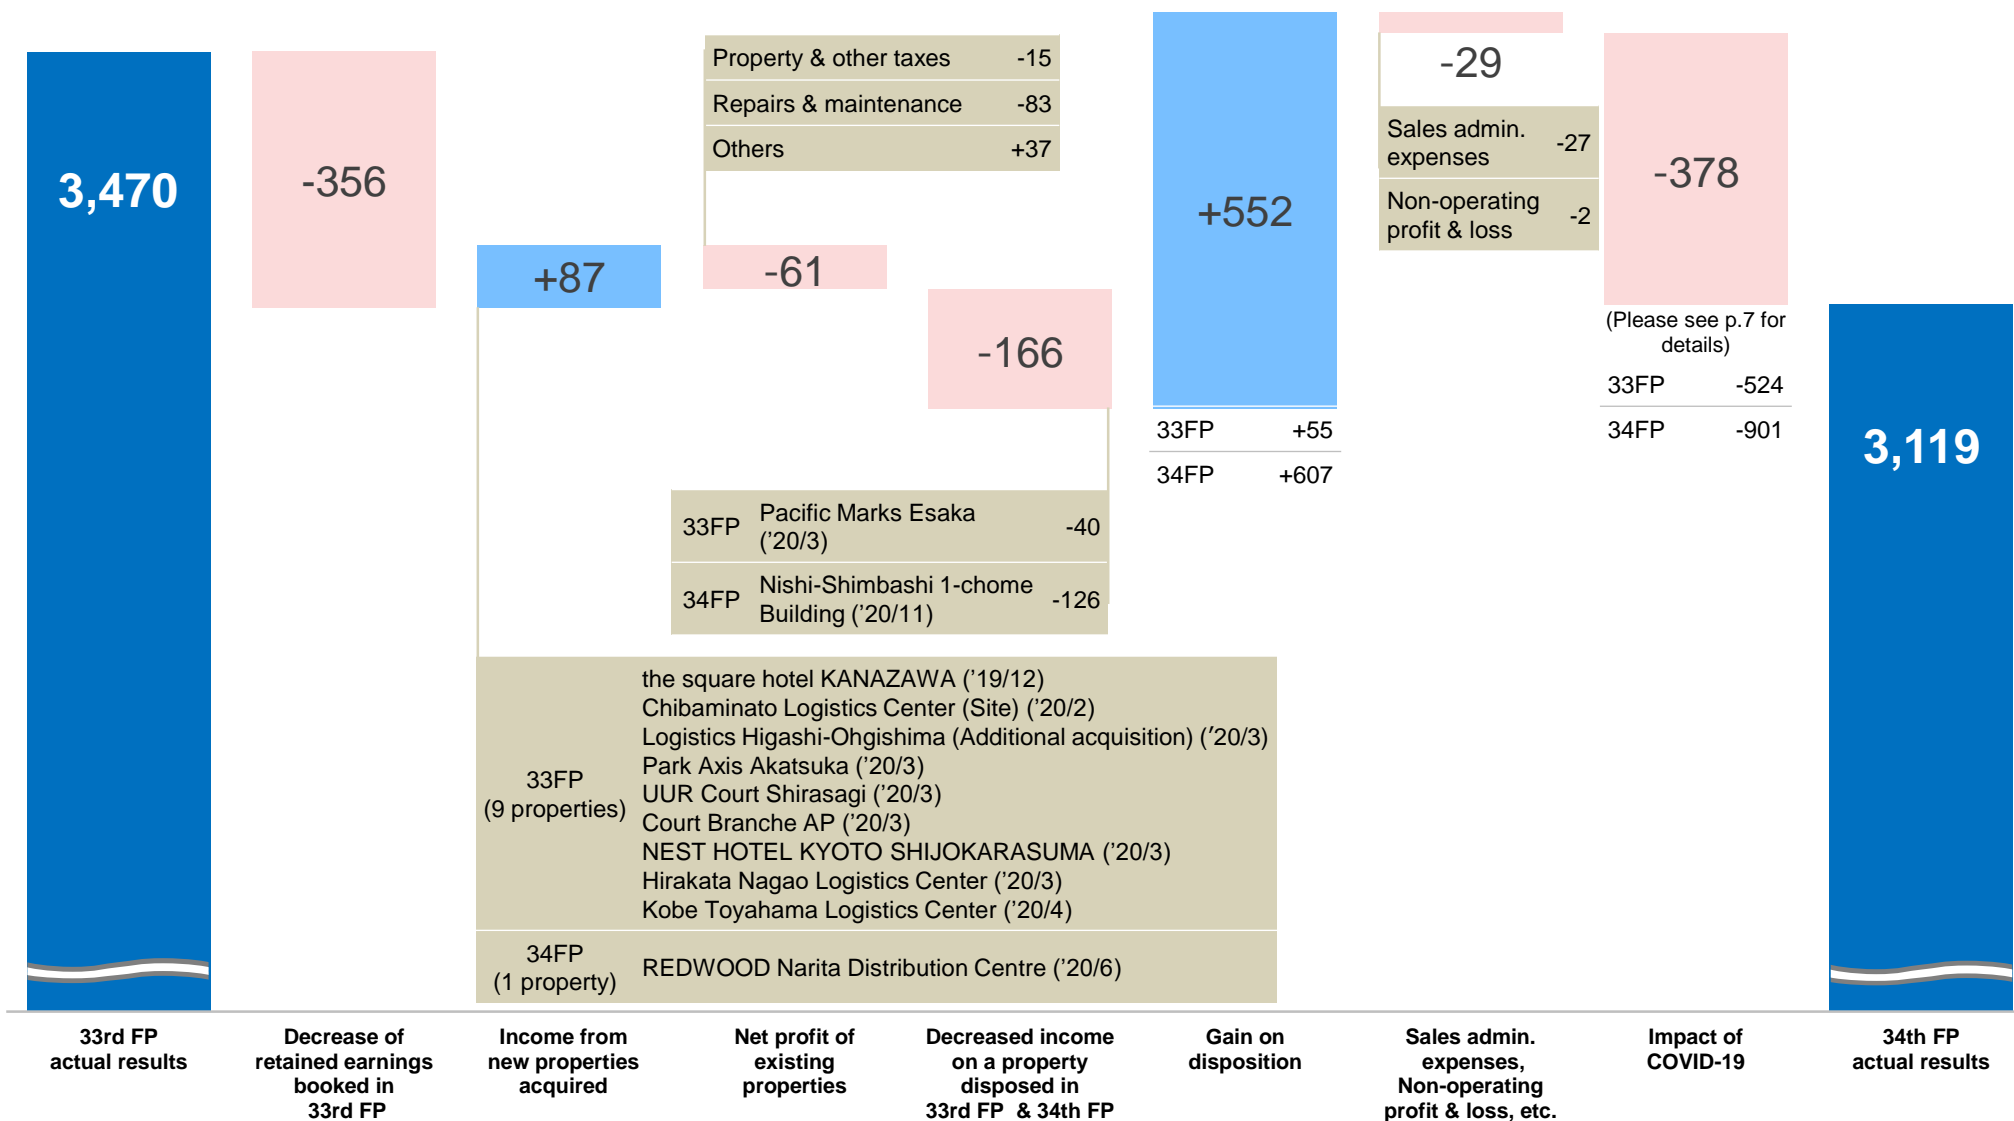 3,470
-356
+87
Property & other taxes -15
Repairs & maintenance -83
Others +37
-61
-166
+552
33FP +55
34FP +607
-29
Sales admin.
expenses -27
Non-operating
profit & loss -2
-378
(Please see p.7 for
details)
33FP -524
34FP -901
3,119
33FP Pacific Marks Esaka
(’20/3) -40
34FP Nishi-Shimbashi 1-chome
Building (’20/11) -126
33FP
(9 properties)
the square hotel KANAZAWA (’19/12)
Chibaminato Logistics Center (Site) (’20/2)
Logistics Higashi-Ohgishima (Additional acquisition) (’20/3)
Park Axis Akatsuka (’20/3)
UUR Court Shirasagi (’20/3)
Court Branche AP (’20/3)
NEST HOTEL KYOTO SHIJOKARASUMA (’20/3)
Hirakata Nagao Logistics Center (’20/3)
Kobe Toyahama Logistics Center (’20/4)
34FP
(1 property)
REDWOOD Narita Distribution Centre (’20/6)
33rd FP
actual results
Decrease of
retained earnings
booked in
33rd FP
Income from
new properties
acquired
Net profit of
existing
properties
Decreased income
on a property
disposed in
33rd FP & 34th FP
Gain on
disposition
Sales admin.
expenses,
Non-operating
profit & loss, etc.
Impact of
COVID-19
34th FP
actual results